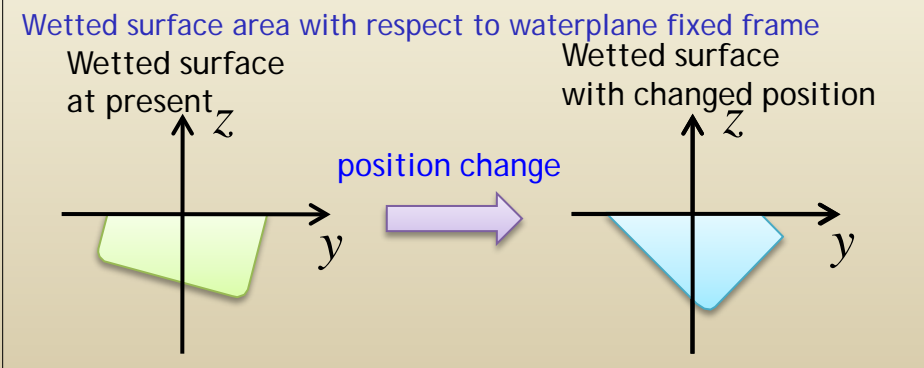 Wetted surface area with respect to waterplane fixed frame
Wetted surface
at present
z
y
position change
Wetted surface
with changed position
z
y